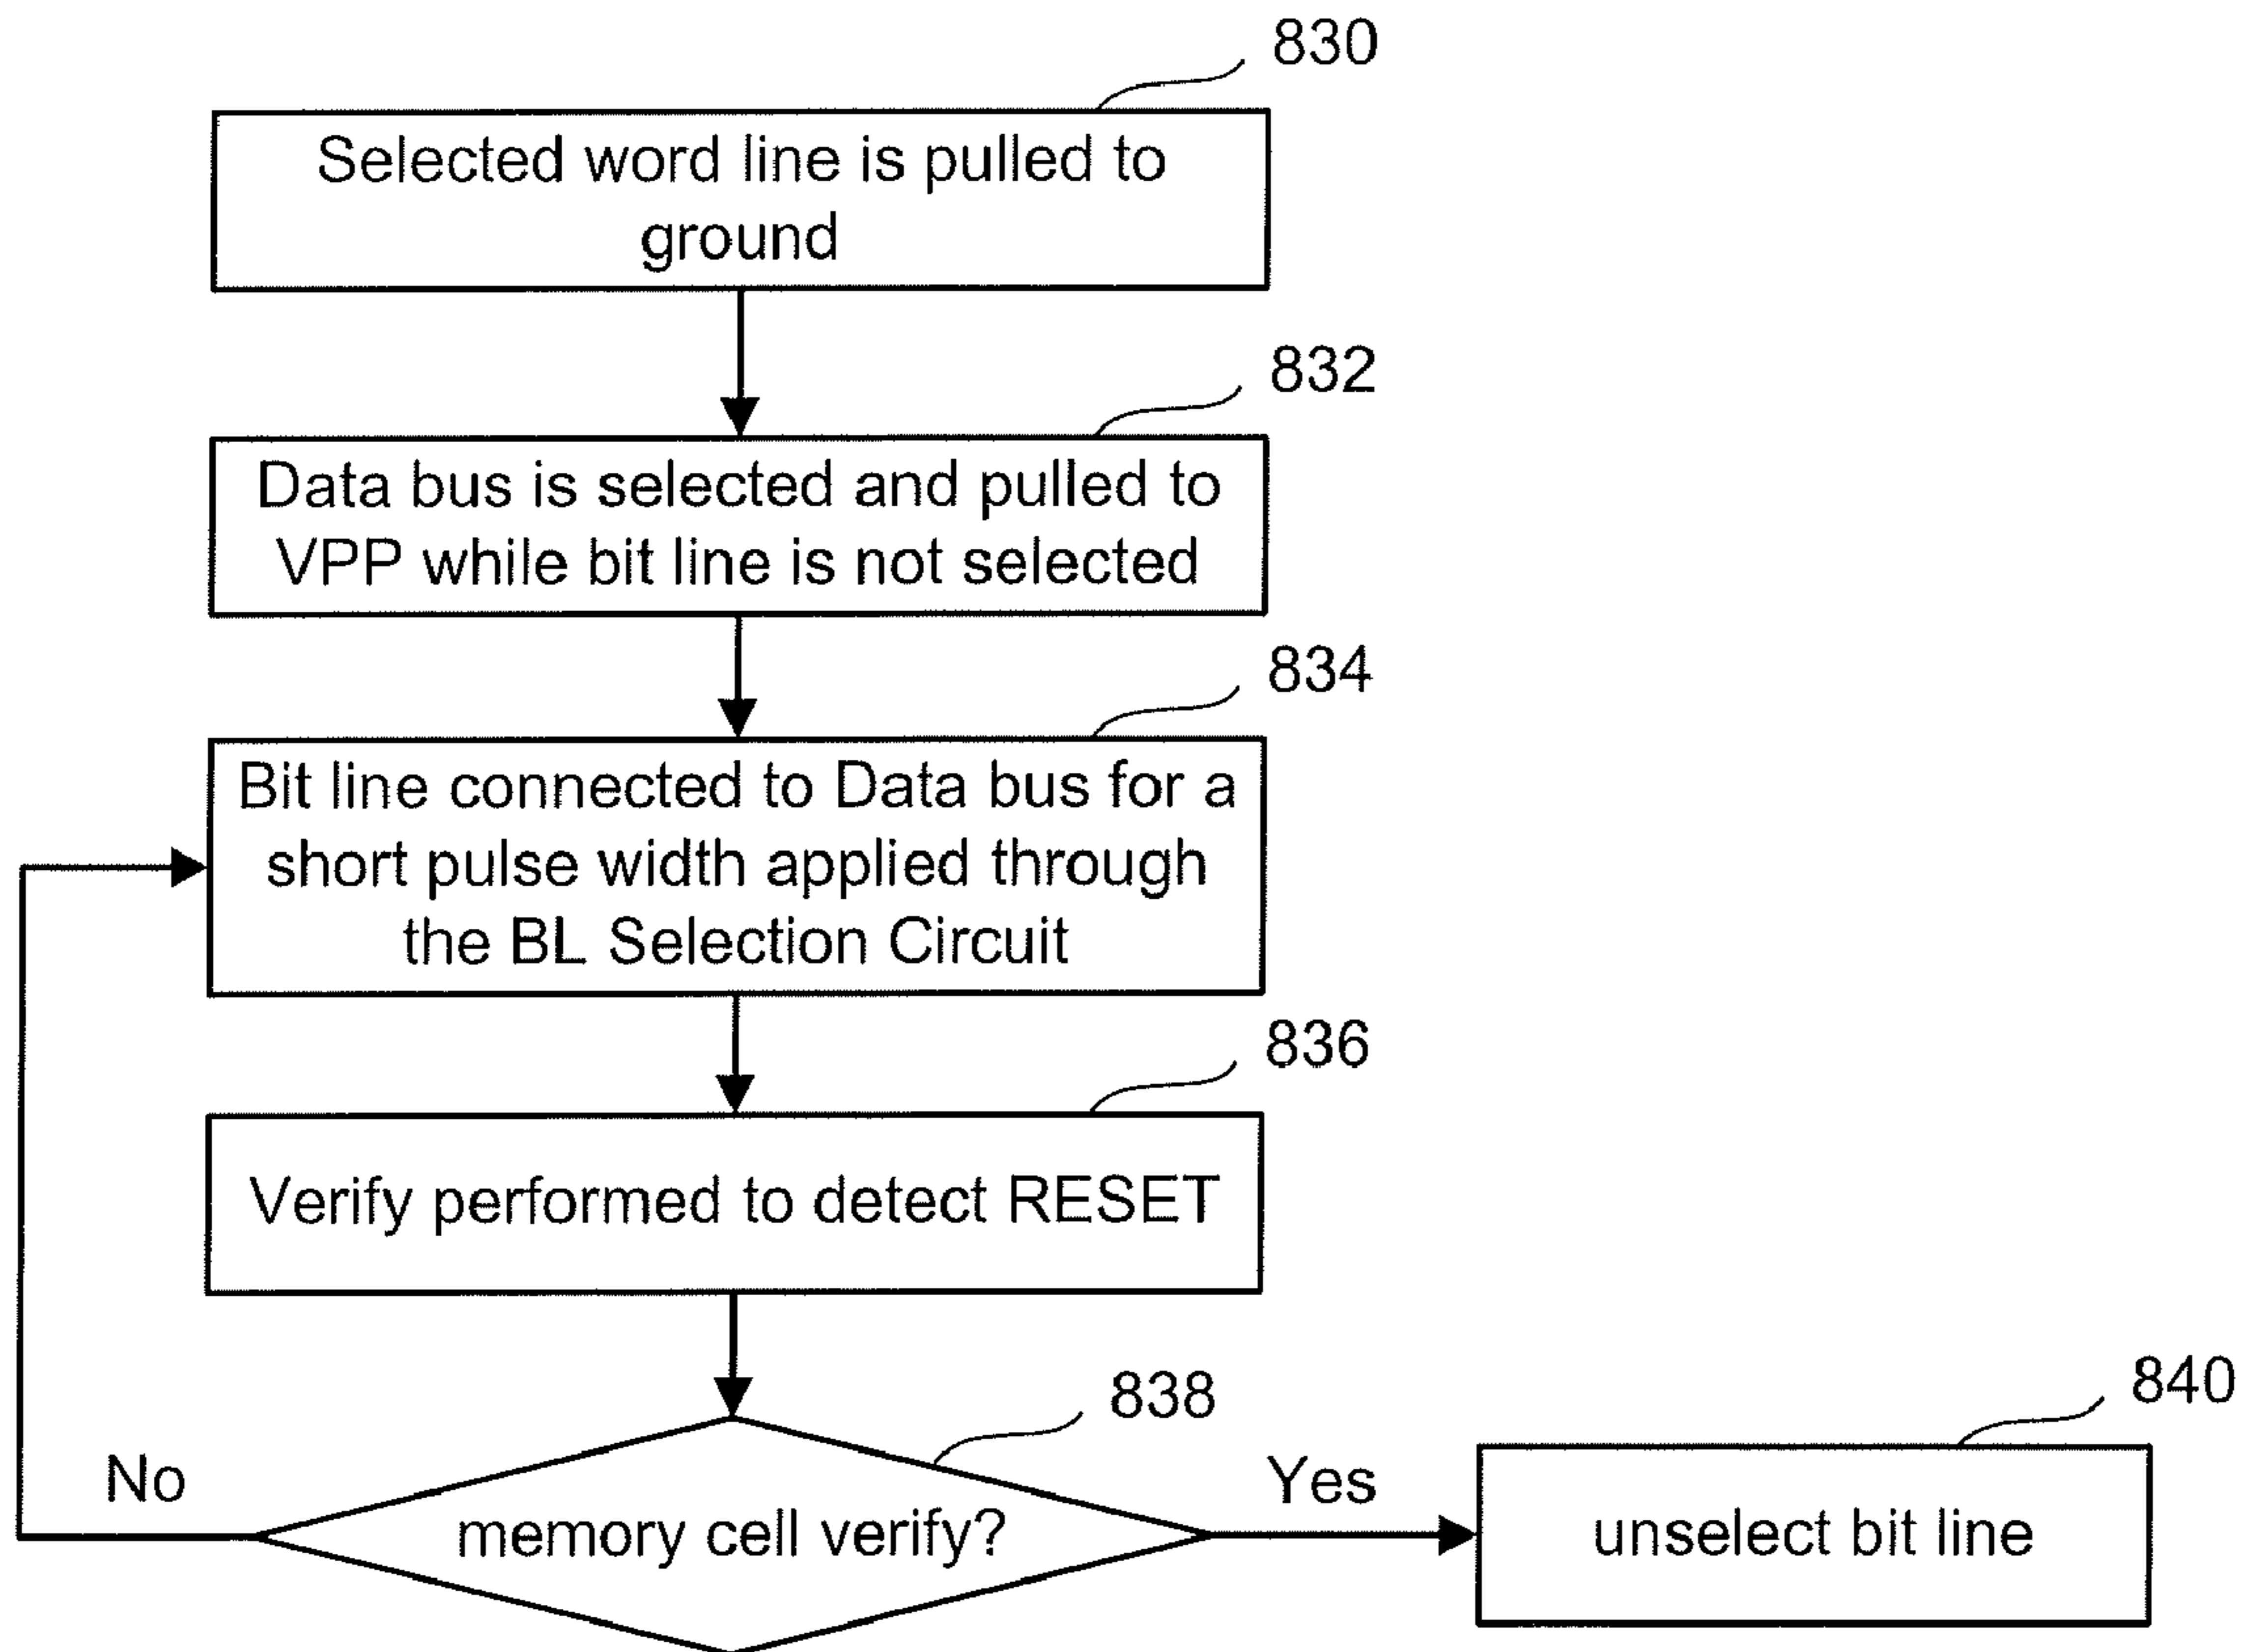 830
Selected word line is pulled to
ground
832
Data bus is selected and pulled to
VPP while bit line is not selected
834
Bit line connected to Data bus for a
short pulse width applied through
the BL Selection Circuit
836
Verify performed to detect RESET
838
840
No
Yes
memory cell verify?
unselect bit line